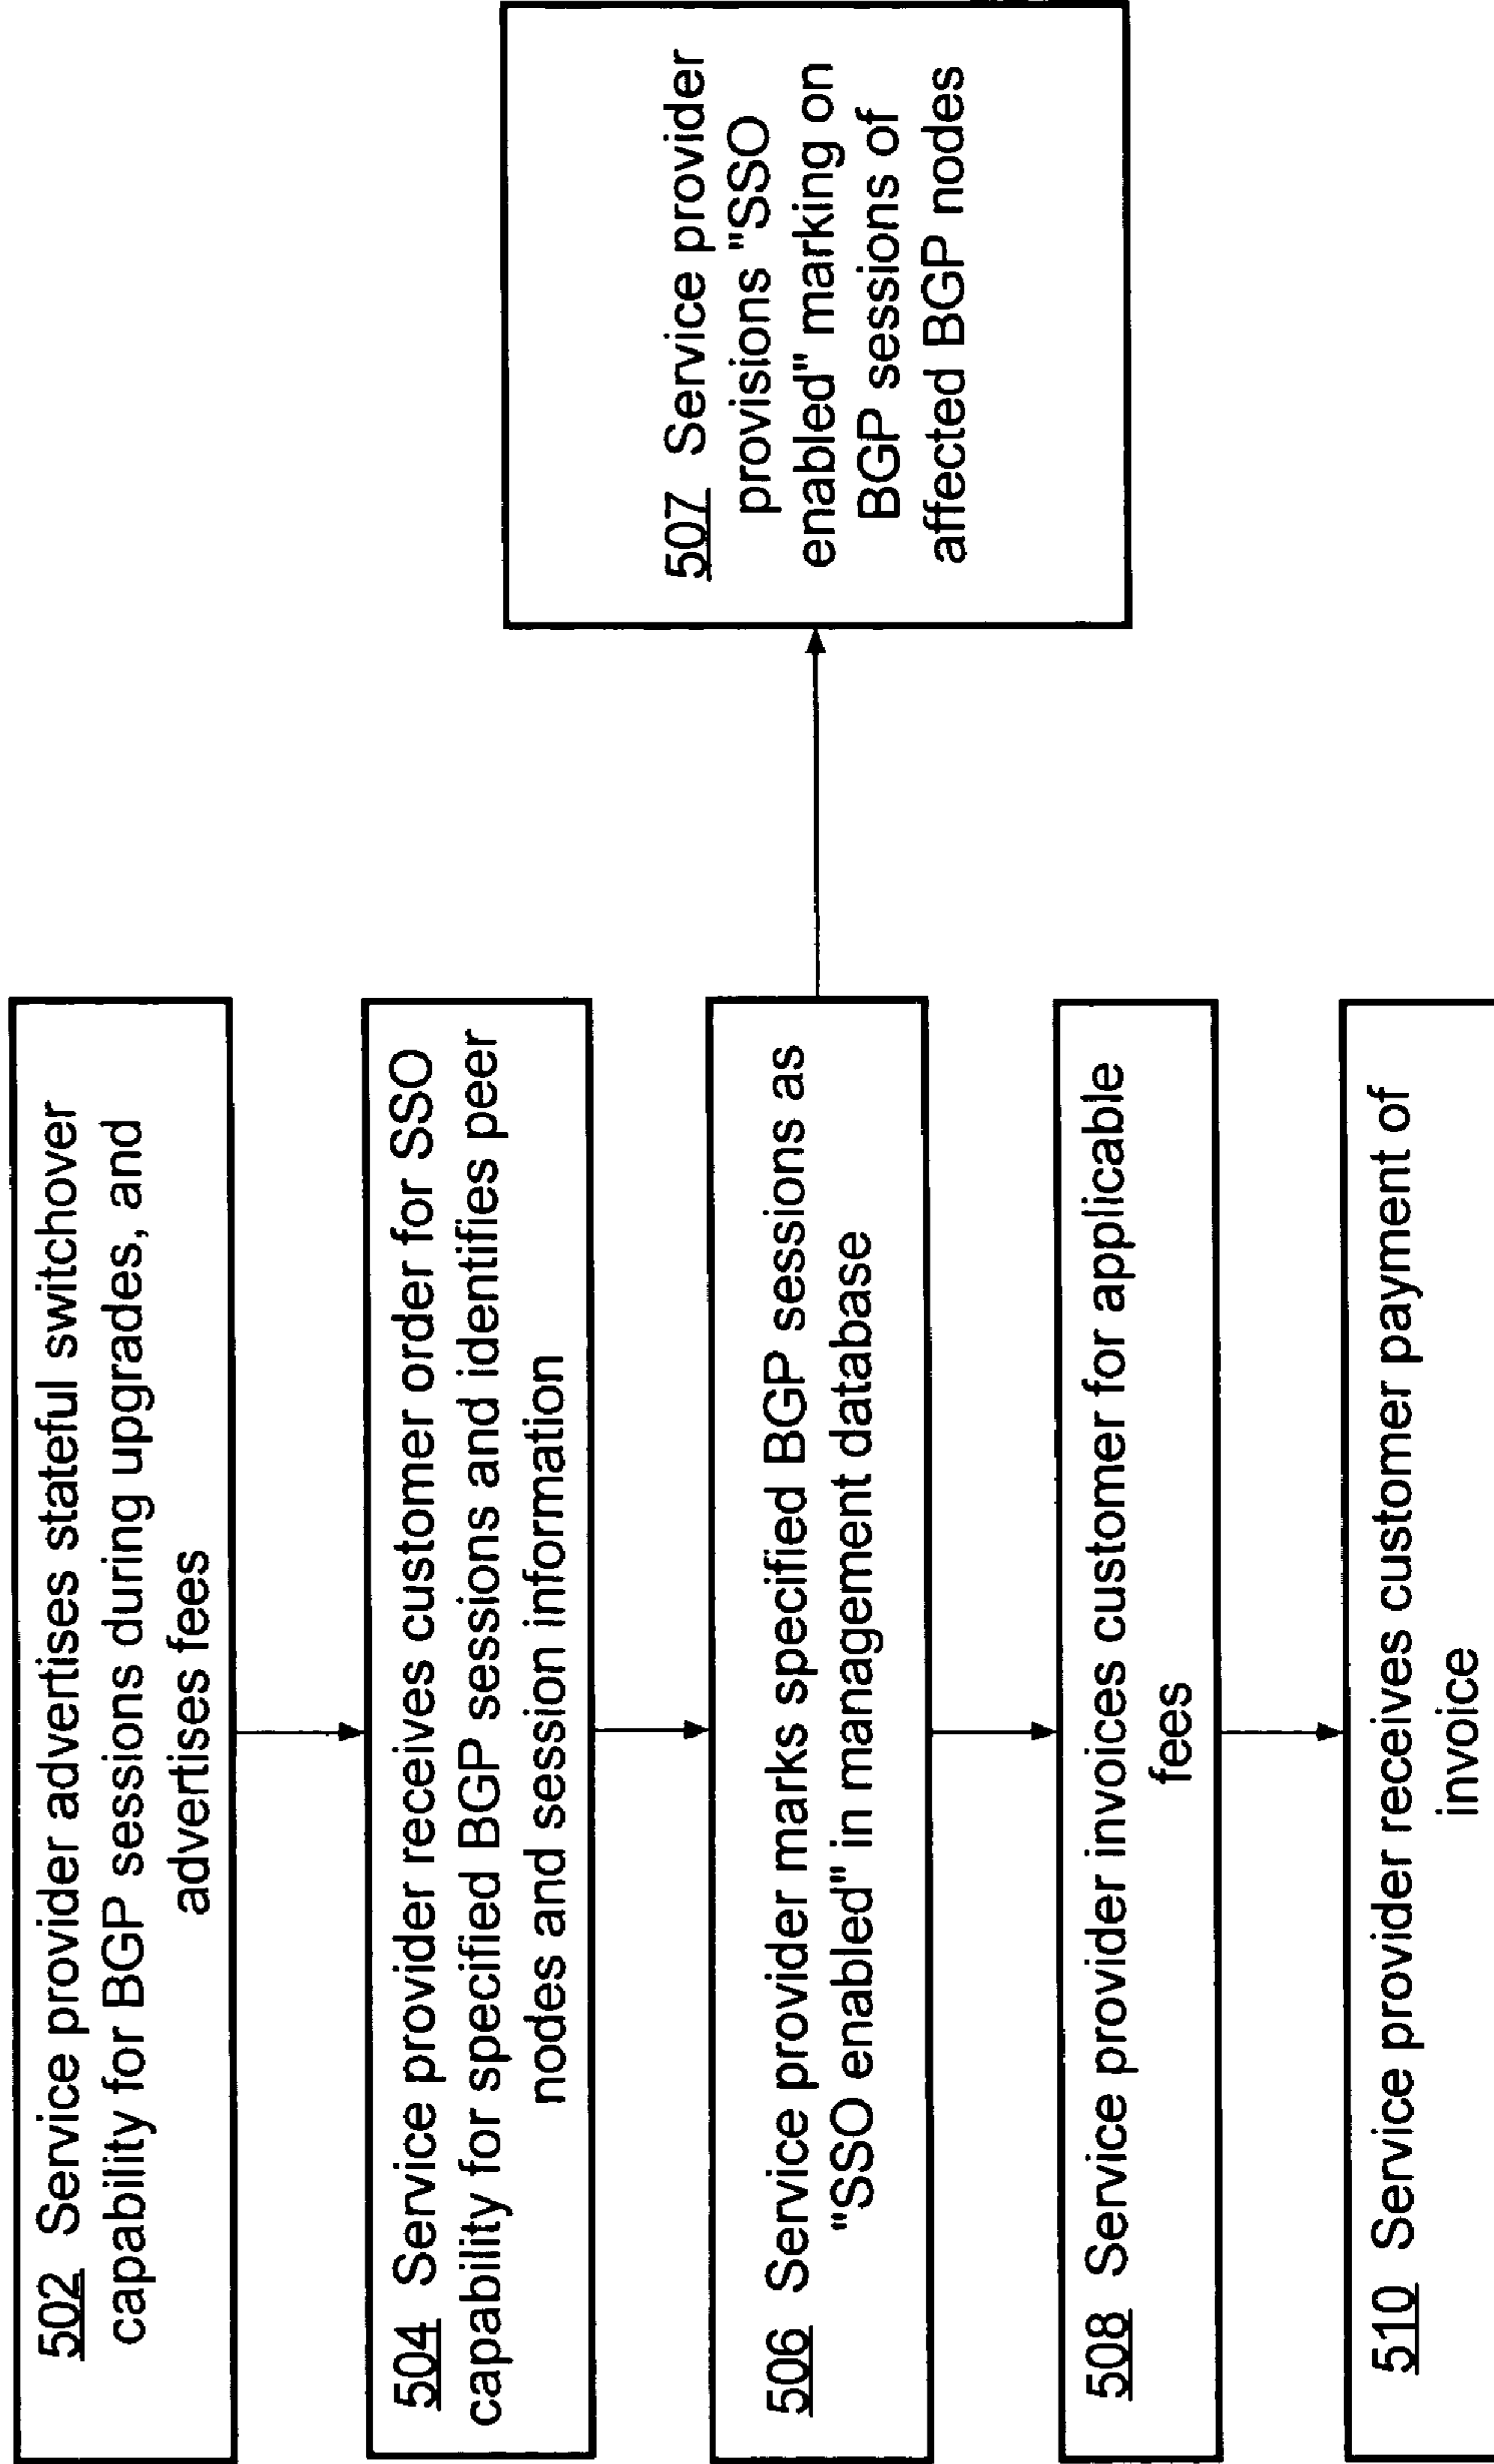 502 Service provider advertises stateful switchover
capability for BGP sessions during upgrades, and
advertises fees
504 Service provider receives customer order for SSO
capability for specified BGP sessions and identifies peer
nodes and session information
506 Service provider marks specified BGP sessions as
"SSO enabled" in management database
507 Service provider
provisions "SSO
enabled" marking on
BGP sessions of
affected BGP nodes
508 Service provider invoices customer for applicable
fees
510 Service provider receives customer payment of
invoice